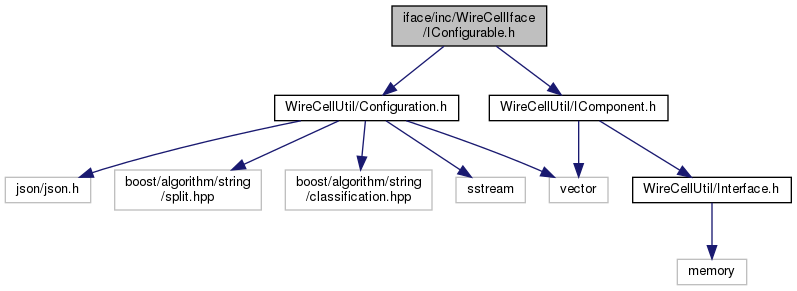 iface/inc/WireCellIface
/IConfigurable.h
WireCellUtil/Configuration.h
WireCellUtil/IComponent.h
json/json.h
boost/algorithm/string
/split.hpp
boost/algorithm/string
/classification.hpp
sstream
vector
WireCellUtil/Interface.h
memory